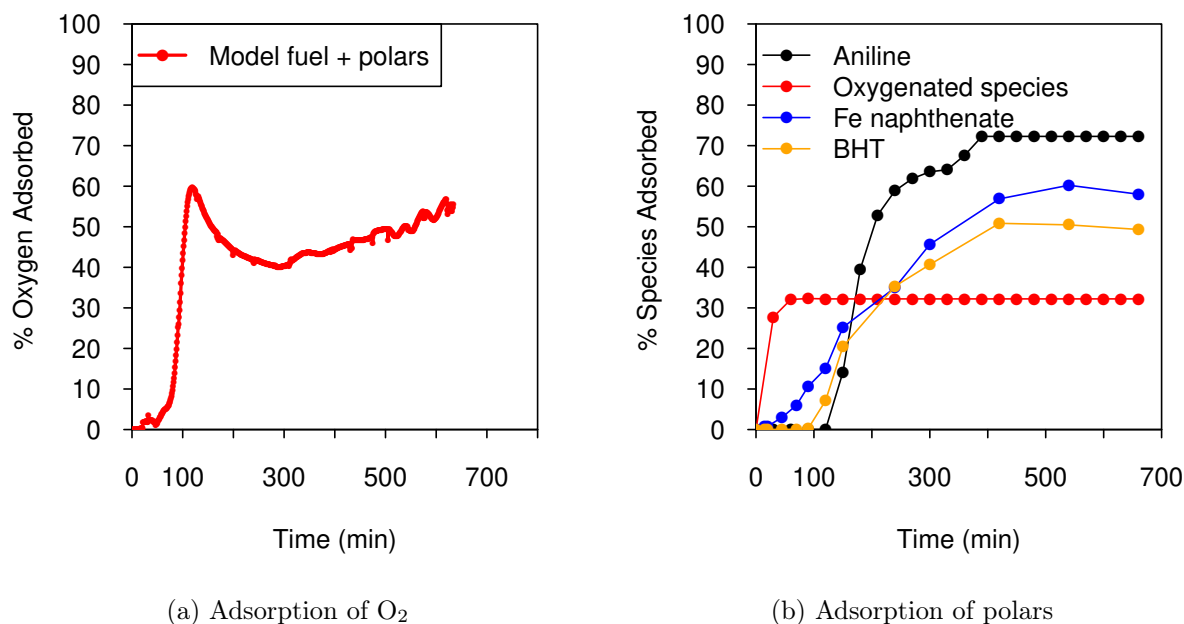 Model fuel + polars
% Oxygen Adsorbed
100
90
80
70
60
50
40
30
20
10
0
0 100 300 500 700
Time (min)
(a) Adsorption of O₂
Aniline
Oxygenated species
Fe naphthenate
BHT
% Species Adsorbed
100
90
80
70
60
50
40
30
20
10
0
0 100 300 500 700
Time (min)
(b) Adsorption of polars